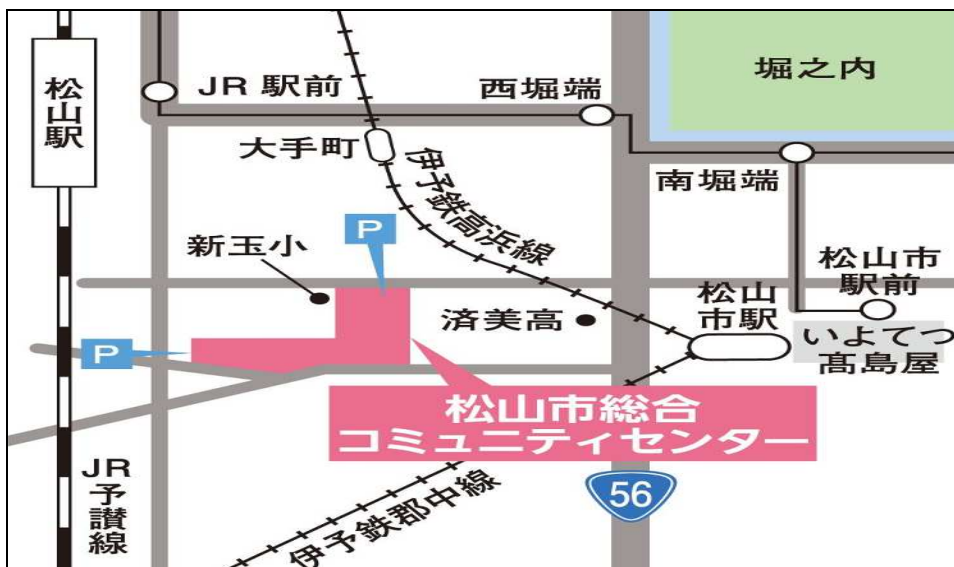 松山駅
JR 駅前
西堀端
堀之内
大手町
伊予鉄高浜線
南堀端
P
新玉小
松山市
駅前
済美高
松山
市駅
P
いよてつ
髙島屋
松山市総合
コミュニティセンター
JR予讃線
56
伊予鉄郡中線